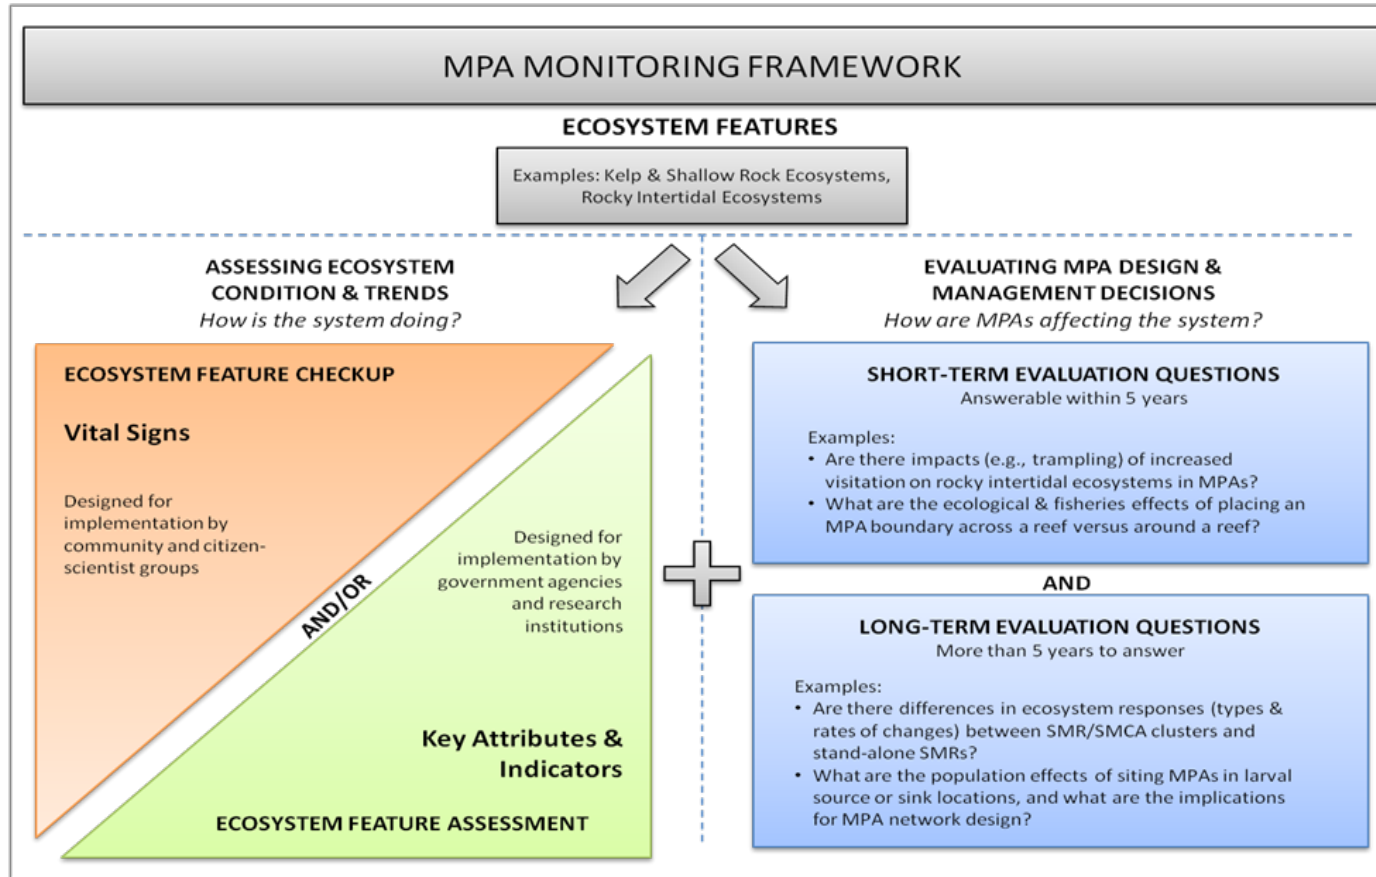 MPA MONITORING FRAMEWORK
ECOSYSTEM FEATURES
Examples: Kelp & Shallow Rock Ecosystems,
Rocky Intertidal Ecosystems
ASSESSING ECOSYSTEM
CONDITION & TRENDS
How is the system doing?
ECOSYSTEM FEATURE CHECKUP
Vital Signs
Designed for
implementation by
community and citizen-
scientist groups
AND/OR
Designed for
implementation by
government agencies
and research
institutions
Key Attributes &
Indicators
ECOSYSTEM FEATURE ASSESSMENT
EVALUATING MPA DESIGN &
MANAGEMENT DECISIONS
How are MPAs affecting the system?
SHORT-TERM EVALUATION QUESTIONS
Answerable within 5 years
Examples:
• Are there impacts (e.g., trampling) of increased
visitation on rocky intertidal ecosystems in MPAs?
• What are the ecological & fisheries effects of placing an
MPA boundary across a reef versus around a reef?
AND
LONG-TERM EVALUATION QUESTIONS
More than 5 years to answer
Examples:
• Are there differences in ecosystem responses (types &
rates of changes) between SMR/SMCA clusters and
stand-alone SMRs?
• What are the population effects of siting MPAs in larval
source or sink locations, and what are the implications
for MPA network design?